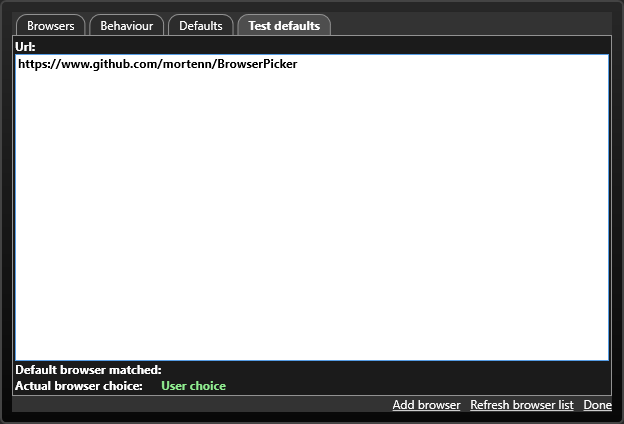 Browsers Behaviour Defaults Test defaults
Url:
https://www.github.com/mortenn/BrowserPicker
Default browser matched:
Actual browser choice: User choice
Add browser Refresh browser list Done